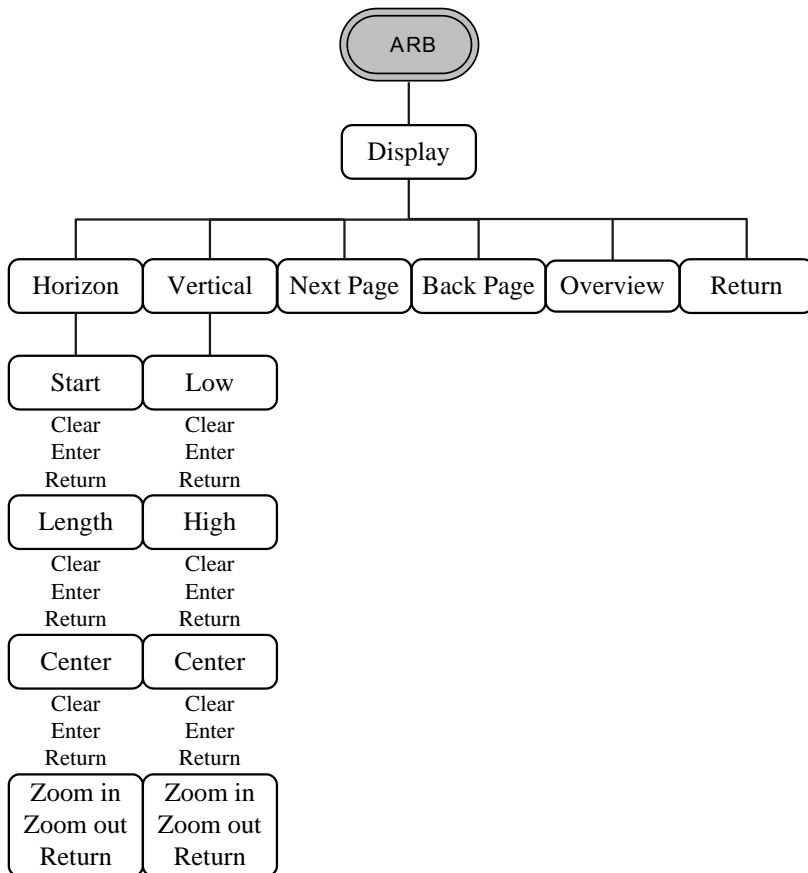 ARB
Display
Horizon
Vertical
Next Page
Back Page
Overview
Return
Start
Clear
Enter
Return
Length
Clear
Enter
Return
Center
Clear
Enter
Return
Zoom in
Zoom out
Return
Low
Clear
Enter
Return
High
Clear
Enter
Return
Center
Clear
Enter
Return
Zoom in
Zoom out
Return